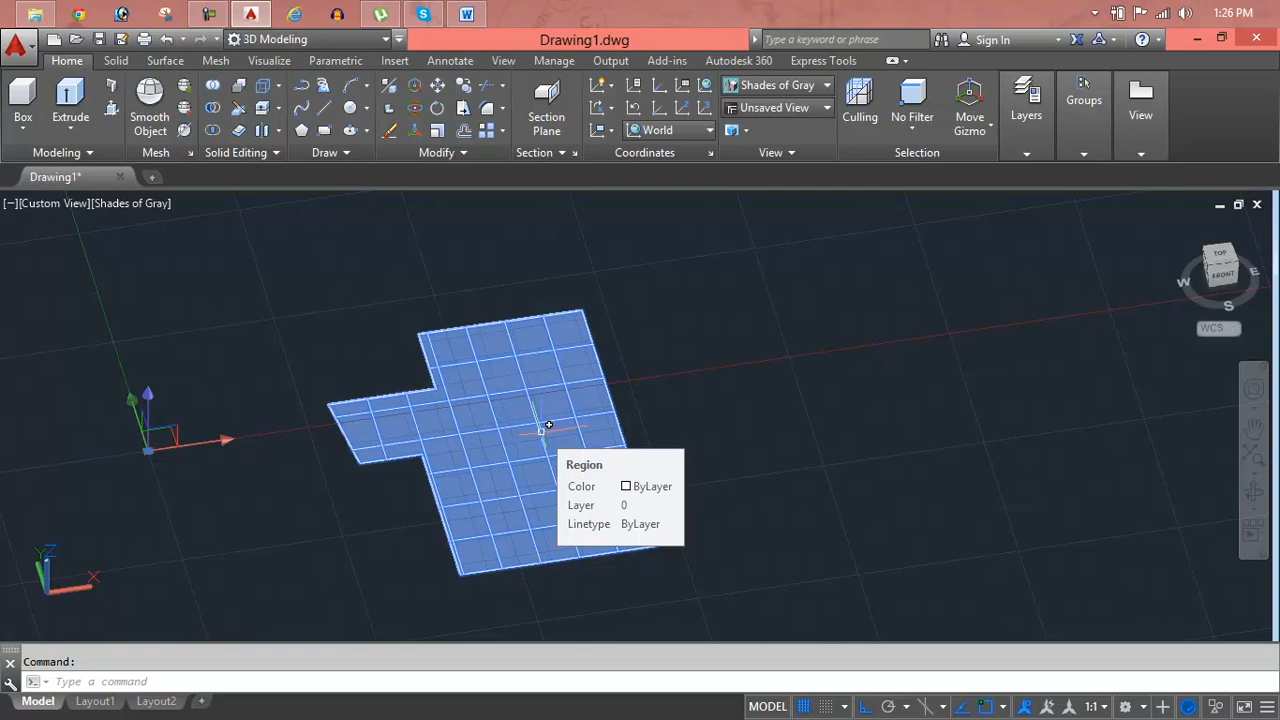 1:26 PM
3D Modeling
Drawing1.dwg
Type a keyword or phrase
Sign In
Home
Solid
Surface
Mesh
Visualize
Parametric
Insert
Annotate
View
Manage
Output
Add-ins
Autodesk 360
Express Tools
Box
Extrude
Smooth
Object
Section
Plane
Shades of Gray
Unsaved View
World
Culling
No Filter
Move
Gizmo
Layers
Groups
View
Modeling
Mesh
Solid Editing
Draw
Modify
Section
Coordinates
View
Selection
Drawing1*
[−][Custom View][Shades of Gray]
TOP
FRONT
W
E
S
WCS
Region
Color ByLayer
Layer 0
Linetype ByLayer
Y
Z
X
Command:
Type a command
Model
Layout1
Layout2
MODEL
1:1